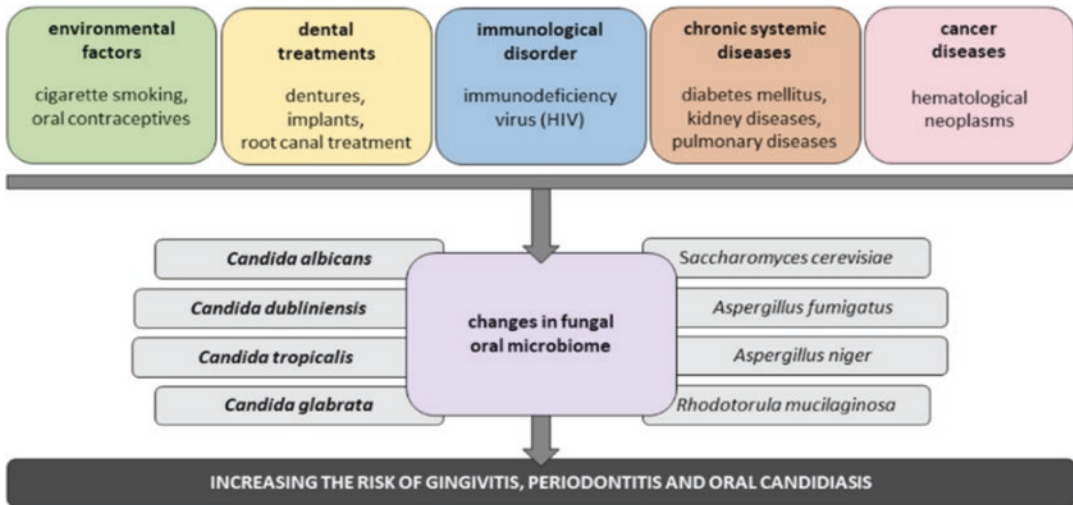 environmental
factors
cigarette smoking,
oral contraceptives
dental
treatments
dentures,
implants,
root canal treatment
immunological
disorder
immunodeficiency
virus (HIV)
chronic systemic
diseases
diabetes mellitus,
kidney diseases,
pulmonary diseases
cancer
diseases
hematological
neoplasms
Candida albicans
Candida dubliniensis
Candida tropicalis
Candida glabrata
changes in fungal
oral microbiome
Saccharomyces cerevisiae
Aspergillus fumigatus
Aspergillus niger
Rhodotorula mucilaginosa
INCREASING THE RISK OF GINGIVITIS, PERIODONTITIS AND ORAL CANDIDIASIS